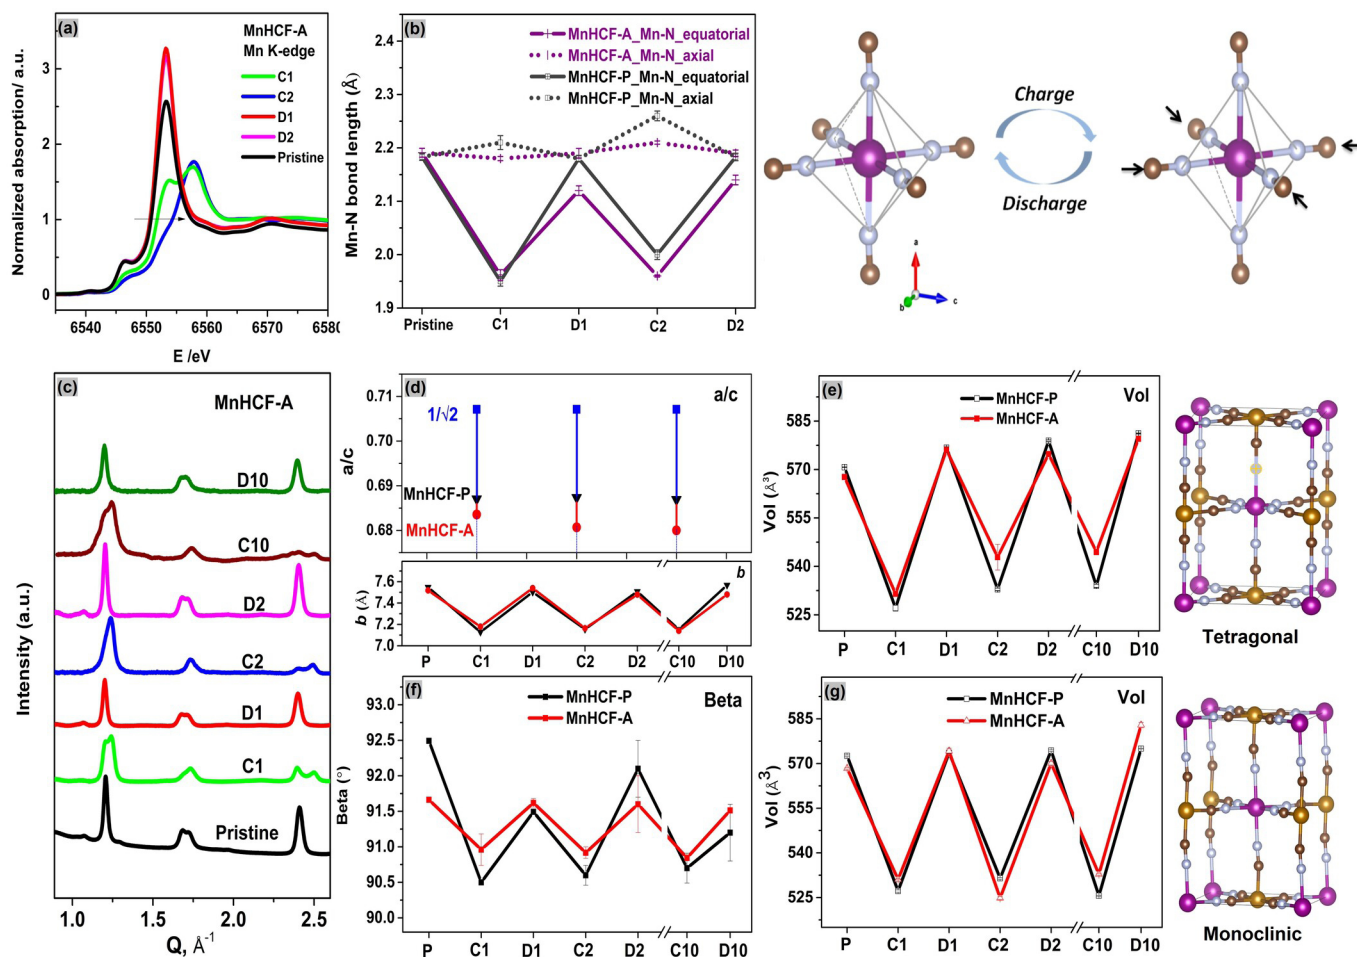 (a)
MnHCF-A
Mn K-edge
C1
C2
D1
D2
Pristine
Normalized absorption/ a.u.
3
2
1
0
6540
6550
6560
6570
6580
E /eV
(b)
MnHCF-A_Mn-N_equatorial
MnHCF-A_Mn-N_axial
MnHCF-P_Mn-N_equatorial
MnHCF-P_Mn-N_axial
Mn-N bond length (Å)
2.4
2.3
2.2
2.1
2.0
1.9
Pristine
C1
D1
C2
D2
Charge
Discharge
a
b
c
(c)
MnHCF-A
D10
C10
D2
C2
D1
C1
Pristine
Intensity (a.u.)
1.0
1.5
2.0
2.5
Q, Å-1
(d)
a/c
1/√2
MnHCF-P
MnHCF-A
a/c
0.71
0.70
0.69
0.68
b
b (Å)
7.6
7.4
7.2
7.0
P
C1
D1
C2
D2
C10
D10
(e)
MnHCF-P
MnHCF-A
Vol
Vol (Å3)
585
570
555
540
525
P
C1
D1
C2
D2
C10
D10
Tetragonal
(f)
MnHCF-P
MnHCF-A
Beta
Beta (°)
93.0
92.5
92.0
91.5
91.0
90.5
90.0
P
C1
D1
C2
D2
C10
D10
(g)
MnHCF-P
MnHCF-A
Vol
Vol (Å3)
585
570
555
540
525
P
C1
D1
C2
D2
C10
D10
Monoclinic